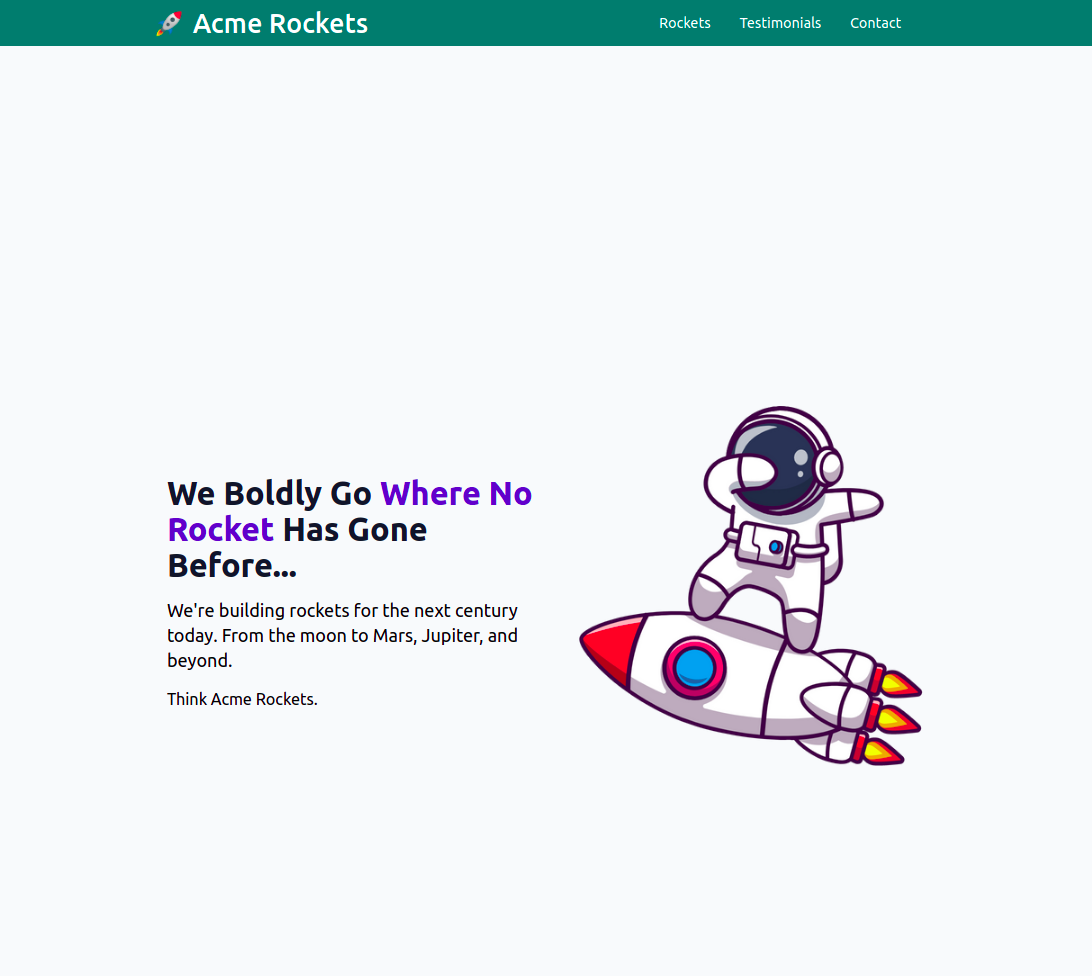 🚀 Acme Rockets
Rockets Testimonials Contact
We Boldly Go Where No
Rocket Has Gone
Before...
We're building rockets for the next century
today. From the moon to Mars, Jupiter, and
beyond.
Think Acme Rockets.